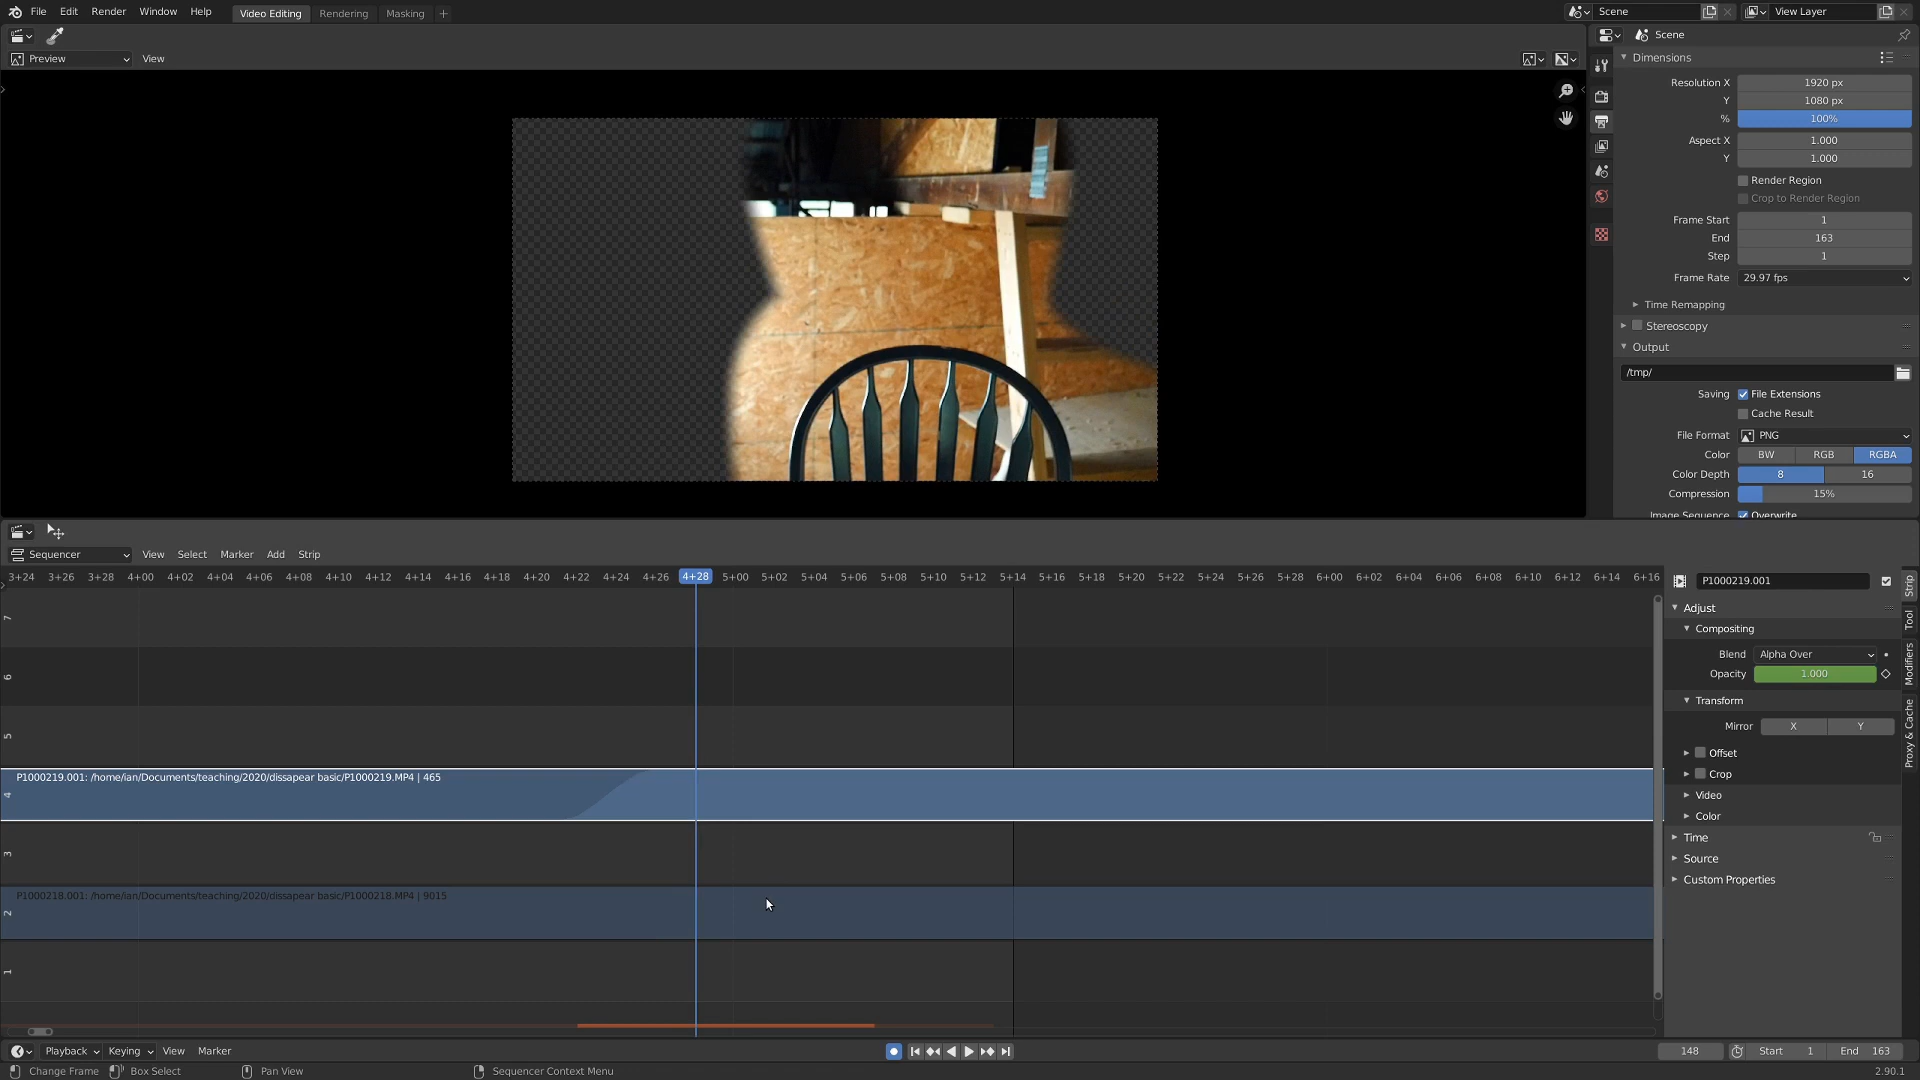 File Edit Render Window Help Video Editing Rendering Masking + Scene View Layer
Scene
Preview View
Dimensions
Resolution X 1920 px
Y 1080 px
% 100%
Aspect X 1.000
Y 1.000
Render Region
Crop to Render Region
Frame Start 1
End 163
Step 1
Frame Rate 29.97 fps
Time Remapping
Stereoscopy
Output
/tmp/
Saving File Extensions
Cache Result
File Format PNG
Color BW RGB RGBA
Color Depth 8 16
Compression 15%
Image Sequence Overwrite
Sequencer View Select Marker Add Strip
3+24 3+26 3+28 4+00 4+02 4+04 4+06 4+08 4+10 4+12 4+14 4+16 4+18 4+20 4+22 4+24 4+26 4+28 5+00 5+02 5+04 5+06 5+08 5+10 5+12 5+14 5+16 5+18 5+20 5+22 5+24 5+26 5+28 6+00 6+02 6+04 6+06 6+08 6+10 6+12 6+14 6+16
7
6
5
P1000219.001: /home/ian/Documents/teaching/2020/dissapear basic/P1000219.MP4 | 465
4
3
P1000218.001: /home/ian/Documents/teaching/2020/dissapear basic/P1000218.MP4 | 9015
2
1
P1000219.001
Adjust
Compositing
Blend Alpha Over
Opacity 1.000
Transform
Mirror X Y
Offset
Crop
Video
Color
Time
Source
Custom Properties
Strip
Tool
Modifiers
Proxy & Cache
Playback Keying View Marker 148 Start 1 End 163
Change Frame Box Select Pan View Sequencer Context Menu 2.90.1